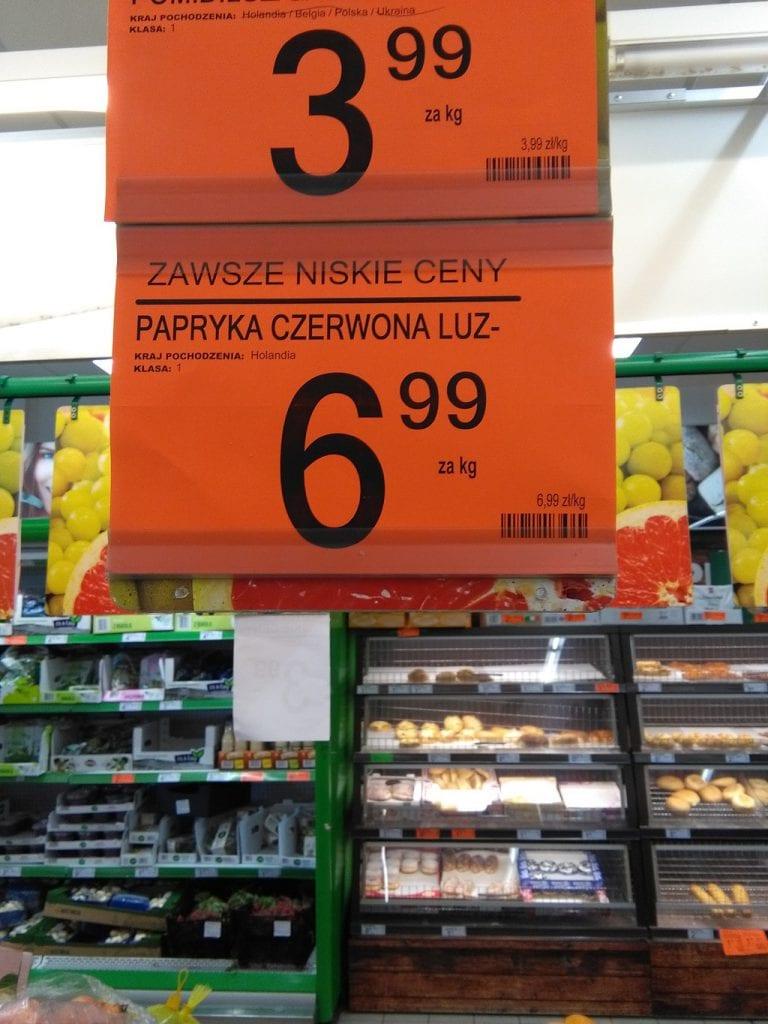 KRAJ POCHODZENIA: Holandia / Belgia / Polska / Ukraina
KLASA: 1
3 99
za kg
3,99 zł/kg
ZAWSZE NISKIE CENY
PAPRYKA CZERWONA LUZ-
KRAJ POCHODZENIA: Holandia
KLASA: 1
6 99
za kg
6,99 zł/kg